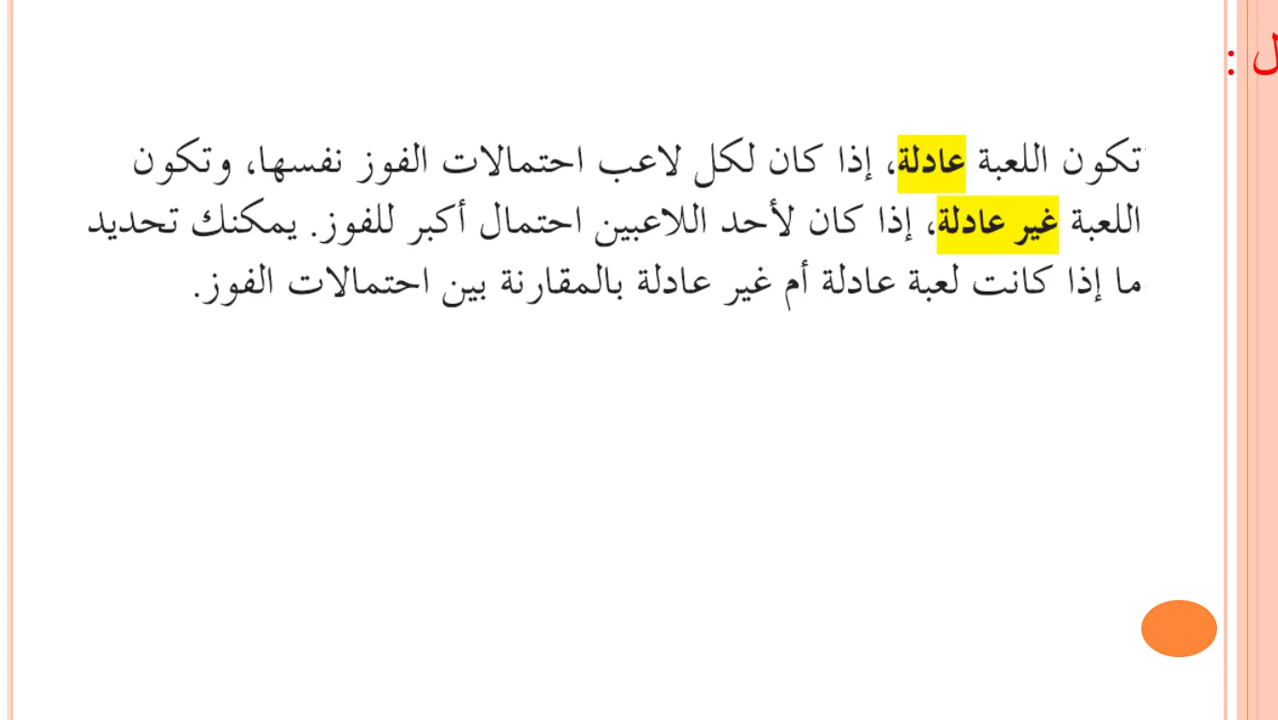 تكون اللعبة عادلة، إذا كان لكل لاعب احتمالات الفوز نفسها، وتكون
اللعبة غير عادلة، إذا كان لأحد اللاعبين احتمال أكبر للفوز. يمكنك تحديد
ما إذا كانت لعبة عادلة أم غير عادلة بالمقارنة بين احتمالات الفوز.